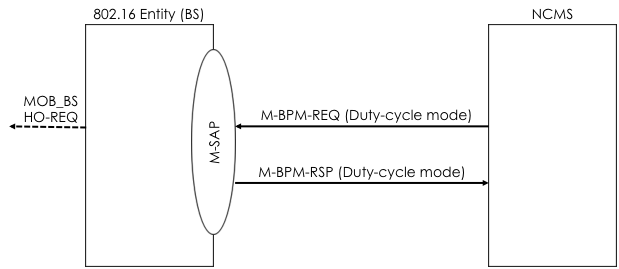 802.16 Entity (BS)
NCMS
MOB_BS
HO-REQ
M-SAP
M-BPM-REQ (Duty-cycle mode)
M-BPM-RSP (Duty-cycle mode)